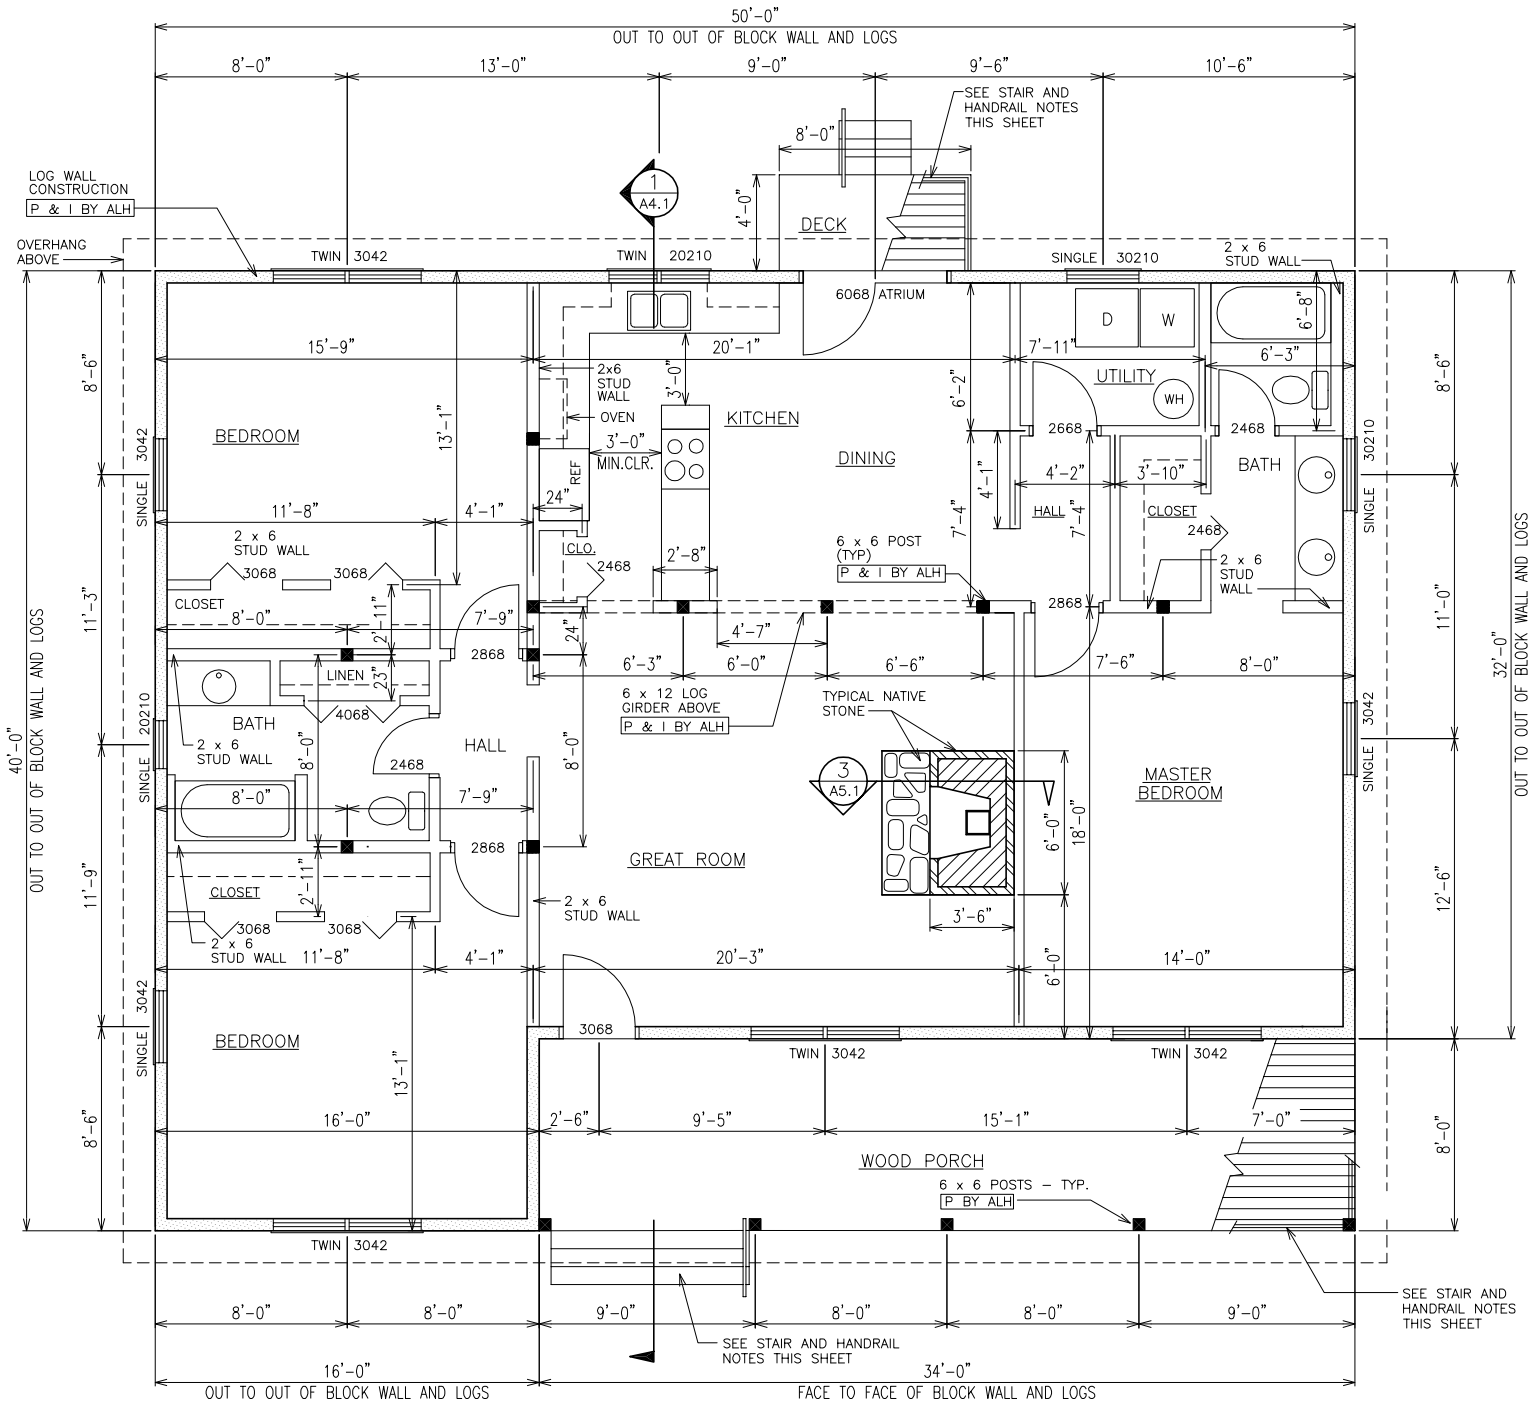 50'-0"
OUT TO OUT OF BLOCK WALL AND LOGS
8'-0" 13'-0" 9'-0" 9'-6" 10'-6"
SEE STAIR AND
HANDRAIL NOTES
THIS SHEET
8'-0"
LOG WALL
CONSTRUCTION
P & I BY ALH
1
A4.1
4'-0"
DECK
OVERHANG
ABOVE
TWIN 3042
TWIN 20210
SINGLE 30210
2 x 6
STUD WALL
6068 ATRIUM
D W
6'-8"
15'-9" 20'-1" 7'-11" 6'-3"
8'-6"
8'-6"
2x6
STUD
WALL
3'-0"
6'-2"
UTILITY
WH
OVEN
KITCHEN
13'-1"
BEDROOM
SINGLE 3042
3'-0"
MIN.CLR.
REF
DINING
2668
2468
BATH
SINGLE 30210
4'-1"
4'-2" 3'-10"
24"
11'-8" 4'-1"
7'-4"
7'-4"
HALL
CLOSET
2468
2 x 6
STUD WALL
CLO.
2468
2'-8"
6 x 6 POST
(TYP)
P & I BY ALH
2 x 6
STUD
WALL
3068 3068
CLOSET
2868
8'-0" 7'-9"
2'-11"
24"
4'-7"
11'-3"
11'-0"
40'-0"
OUT TO OUT OF BLOCK WALL AND LOGS
32'-0"
OUT TO OUT OF BLOCK WALL AND LOGS
2868
LINEN
23"
6'-3" 6'-0" 6'-6" 7'-6" 8'-0"
6 x 12 LOG
GIRDER ABOVE
P & I BY ALH
TYPICAL NATIVE
STONE
4068
BATH
HALL
SINGLE 20210
2 x 6
STUD WALL
8'-0"
8'-0"
2468
SINGLE 3042
3
A5.1
MASTER
BEDROOM
8'-0" 7'-9"
6'-0"
18'-0"
2868
GREAT ROOM
CLOSET
2'-11"
11'-9"
12'-6"
2 x 6
STUD WALL
3'-6"
3068 3068
2 x 6
STUD WALL
11'-8" 4'-1" 20'-3" 14'-0"
6'-0"
SINGLE 3042
3068
BEDROOM
TWIN 3042
TWIN 3042
13'-1"
8'-6"
8'-0"
16'-0" 2'-6" 9'-5" 15'-1" 7'-0"
WOOD PORCH
6 x 6 POSTS – TYP.
P BY ALH
TWIN 3042
SEE STAIR AND
HANDRAIL NOTES
THIS SHEET
8'-0" 8'-0" 9'-0" 8'-0" 8'-0" 9'-0"
SEE STAIR AND HANDRAIL
NOTES THIS SHEET
16'-0" 34'-0"
OUT TO OUT OF BLOCK WALL AND LOGS
FACE TO FACE OF BLOCK WALL AND LOGS